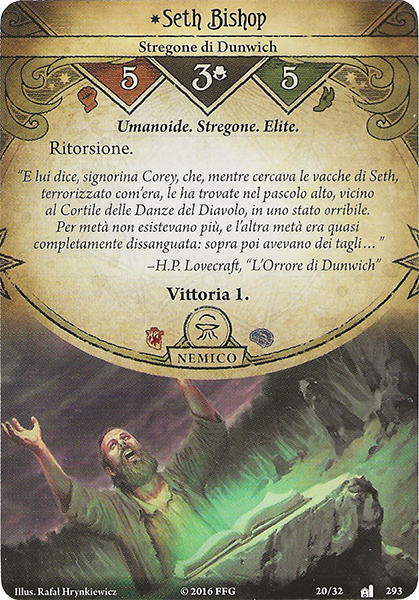 *Seth Bishop
Stregone di Dunwich
5 3 5
Umanoide. Stregone. Elite.
Ritorsione.
“E lui dice, signorina Corey, che, mentre cercava le vacche di Seth,
terrorizzato com'era, le ha trovate nel pascolo alto, vicino
al Cortile delle Danze del Diavolo, in uno stato orribile.
Per metà non esistevano più, e l'altra metà era quasi
completamente dissanguata: sopra poi avevano dei tagli…”
–H.P. Lovecraft, “L'Orrore di Dunwich”
Vittoria 1.
NEMICO
Illus. Rafał Hrynkiewicz © 2016 FFG 20/32 293